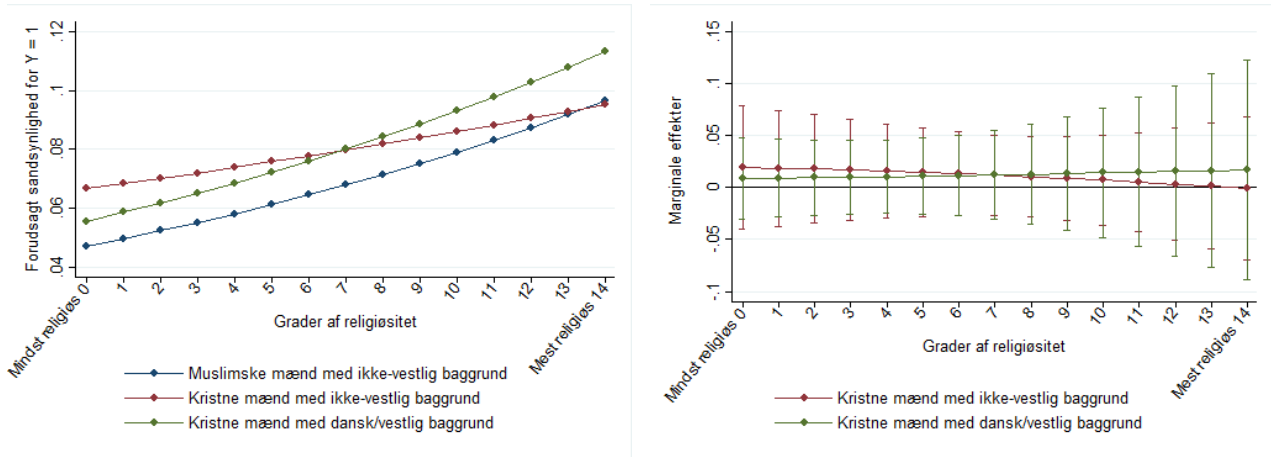 Forudsagt sandsynlighed for Y = 1
.12
.1
.08
.06
.04
Mindst religiøs 0
1
2
3
4
5
6
7
8
9
10
11
12
13
Mest religiøs 14
Grader af religiøsitet
Muslimske mænd med ikke-vestlig baggrund
Kristne mænd med ikke-vestlig baggrund
Kristne mænd med dansk/vestlig baggrund
Marginale effekter
.15
.1
.05
0
-.05
-.1
Mindst religiøs 0
1
2
3
4
5
6
7
8
9
10
11
12
13
Mest religiøs 14
Grader af religiøsitet
Kristne mænd med ikke-vestlig baggrund
Kristne mænd med dansk/vestlig baggrund